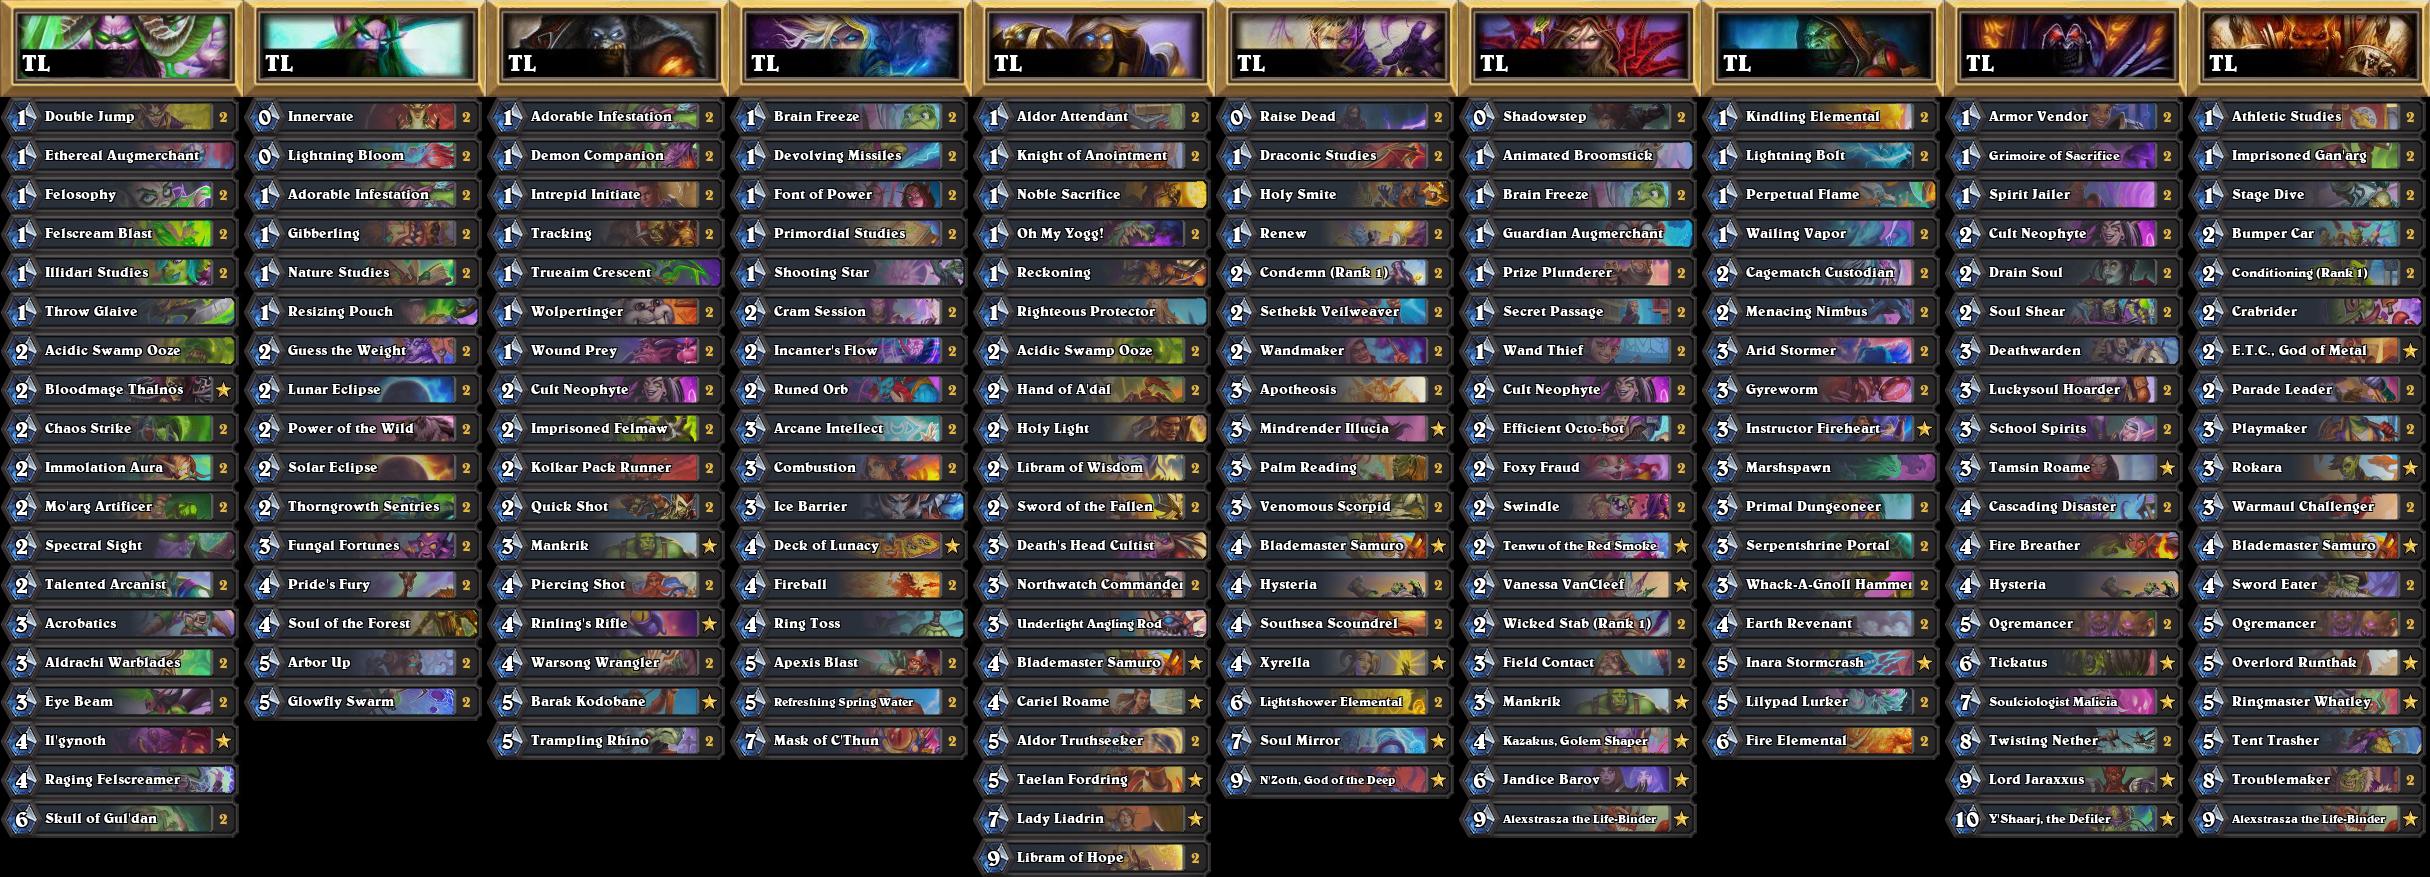 TL
1 Double Jump 2
1 Ethereal Augmerchant
1 Felosophy 2
1 Felscream Blast 2
1 Illidari Studies 2
1 Throw Glaive
2 Acidic Swamp Ooze
2 Bloodmage Thalnos
2 Chaos Strike 2
2 Immolation Aura 2
2 Mo'arg Artificer 2
2 Spectral Sight
2 Talented Arcanist 2
3 Acrobatics
3 Aldrachi Warblades 2
3 Eye Beam 2
4 Il'gynoth
4 Raging Felscreamer
6 Skull of Gul'dan 2
TL
0 Innervate 2
0 Lightning Bloom 2
1 Adorable Infestation 2
1 Gibberling 2
1 Nature Studies 2
1 Resizing Pouch
2 Guess the Weight 2
2 Lunar Eclipse 2
2 Power of the Wild 2
2 Solar Eclipse 2
2 Thorngrowth Sentries 2
3 Fungal Fortunes 2
4 Pride's Fury 2
4 Soul of the Forest
5 Arbor Up 2
5 Glowfly Swarm 2
TL
1 Adorable Infestation 2
1 Demon Companion 2
1 Intrepid Initiate 2
1 Tracking 2
1 Trueaim Crescent
1 Wolpertinger 2
1 Wound Prey 2
2 Cult Neophyte 2
2 Imprisoned Felmaw 2
2 Kolkar Pack Runner 2
2 Quick Shot 2
3 Mankrik
4 Piercing Shot 2
4 Rinling's Rifle
4 Warsong Wrangler 2
5 Barak Kodobane
5 Trampling Rhino 2
TL
1 Brain Freeze 2
1 Devolving Missiles 2
1 Font of Power 2
1 Primordial Studies 2
1 Shooting Star
2 Cram Session 2
2 Incanter's Flow 2
2 Runed Orb 2
3 Arcane Intellect 2
3 Combustion 2
3 Ice Barrier
4 Deck of Lunacy
4 Fireball 2
4 Ring Toss
5 Apexis Blast 2
5 Refreshing Spring Water 2
7 Mask of C'Thun 2
TL
1 Aldor Attendant 2
1 Knight of Anointment 2
1 Noble Sacrifice
1 Oh My Yogg! 2
1 Reckoning
1 Righteous Protector
2 Acidic Swamp Ooze 2
2 Hand of A'dal 2
2 Holy Light
2 Libram of Wisdom 2
2 Sword of the Fallen 2
3 Death's Head Cultist
3 Northwatch Commander 2
3 Underlight Angling Rod
4 Blademaster Samuro
4 Cariel Roame
5 Aldor Truthseeker 2
5 Taelan Fordring
7 Lady Liadrin
9 Libram of Hope 2
TL
0 Raise Dead 2
1 Draconic Studies 2
1 Holy Smite
1 Renew 2
2 Condemn (Rank 1) 2
2 Sethekk Veilweaver 2
2 Wandmaker 2
3 Apotheosis 2
3 Mindrender Illucia
3 Palm Reading 2
3 Venomous Scorpid 2
4 Blademaster Samuro
4 Hysteria 2
4 Southsea Scoundrel 2
4 Xyrella
6 Lightshower Elemental 2
7 Soul Mirror
9 N'Zoth, God of the Deep
TL
0 Shadowstep 2
1 Animated Broomstick
1 Brain Freeze 2
1 Guardian Augmerchant
1 Prize Plunderer 2
1 Secret Passage 2
1 Wand Thief 2
2 Cult Neophyte 2
2 Efficient Octo-bot 2
2 Foxy Fraud 2
2 Swindle 2
2 Tenwu of the Red Smoke
2 Vanessa VanCleef
2 Wicked Stab (Rank 1) 2
3 Field Contact 2
3 Mankrik
4 Kazakus, Golem Shaper
6 Jandice Barov
9 Alexstrasza the Life-Binder
TL
1 Kindling Elemental 2
1 Lightning Bolt 2
1 Perpetual Flame
1 Wailing Vapor 2
2 Cagematch Custodian 2
2 Menacing Nimbus 2
3 Arid Stormer 2
3 Gyreworm 2
3 Instructor Fireheart
3 Marshspawn
3 Primal Dungeoneer 2
3 Serpentshrine Portal 2
3 Whack-A-Gnoll Hammer 2
4 Earth Revenant 2
5 Inara Stormcrash
5 Lilypad Lurker 2
6 Fire Elemental 2
TL
1 Armor Vendor 2
1 Grimoire of Sacrifice 2
1 Spirit Jailer 2
2 Cult Neophyte 2
2 Drain Soul 2
2 Soul Shear 2
3 Deathwarden
3 Luckysoul Hoarder 2
3 School Spirits 2
3 Tamsin Roame
4 Cascading Disaster 2
4 Fire Breather
4 Hysteria
5 Ogremancer 2
6 Tickatus
7 Soulciologist Malicia
8 Twisting Nether 2
9 Lord Jaraxxus
10 Y'Shaarj, the Defiler
TL
1 Athletic Studies 2
1 Imprisoned Gan'arg 2
1 Stage Dive 2
2 Bumper Car 2
2 Conditioning (Rank 1) 2
2 Crabrider
2 E.T.C., God of Metal
2 Parade Leader 2
3 Playmaker 2
3 Rokara
3 Warmaul Challenger 2
4 Blademaster Samuro
4 Sword Eater 2
5 Ogremancer 2
5 Overlord Runthak
5 Ringmaster Whatley
5 Tent Trasher
8 Troublemaker 2
9 Alexstrasza the Life-Binder